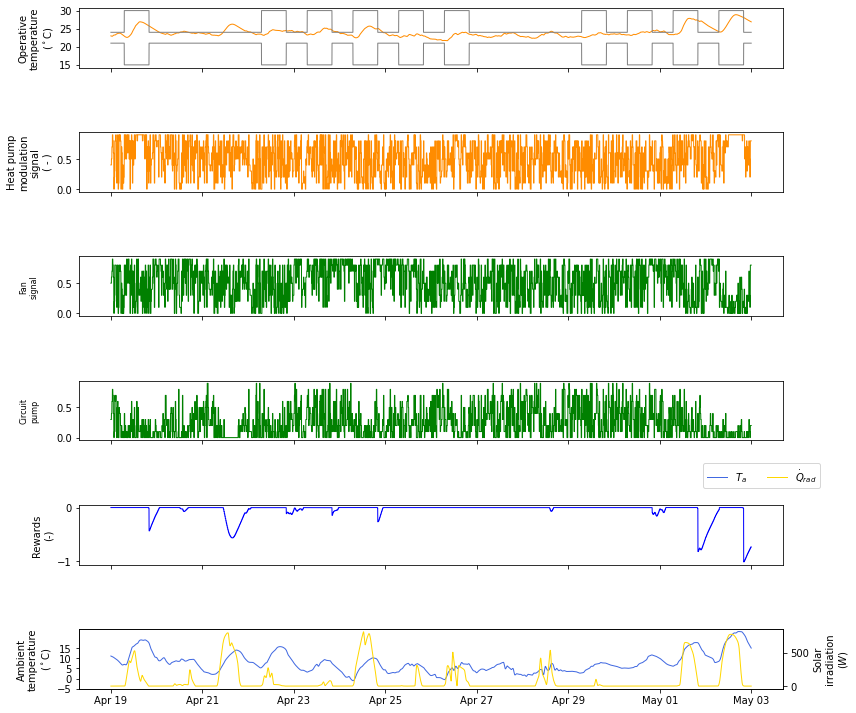 Operative
temperature
(°C)
30
25
20
15
Heat pump
modulation
signal
( - )
0.5
0.0
Fan
signal
0.5
0.0
Circuit
pump
0.5
0.0
T_a
Q̇_rad
Rewards
(-)
0
−1
Ambient
temperature
(°C)
15
10
5
0
−5
500
0
Solar
irradiation
(W)
Apr 19 Apr 21 Apr 23 Apr 25 Apr 27 Apr 29 May 01 May 03